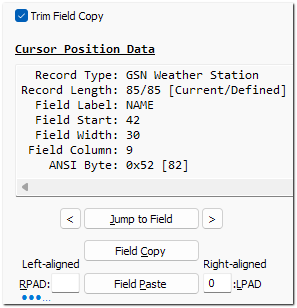 Trim Field Copy
Cursor Position Data
Record Type: GSN Weather Station
Record Length: 85/85 [Current/Defined]
Field Label: NAME
Field Start: 42
Field Width: 30
Field Column: 9
ANSI Byte: 0x52 [82]
< Jump to Field >
Field Copy
Left-aligned Right-aligned
RPAD: Field Paste 0 :LPAD